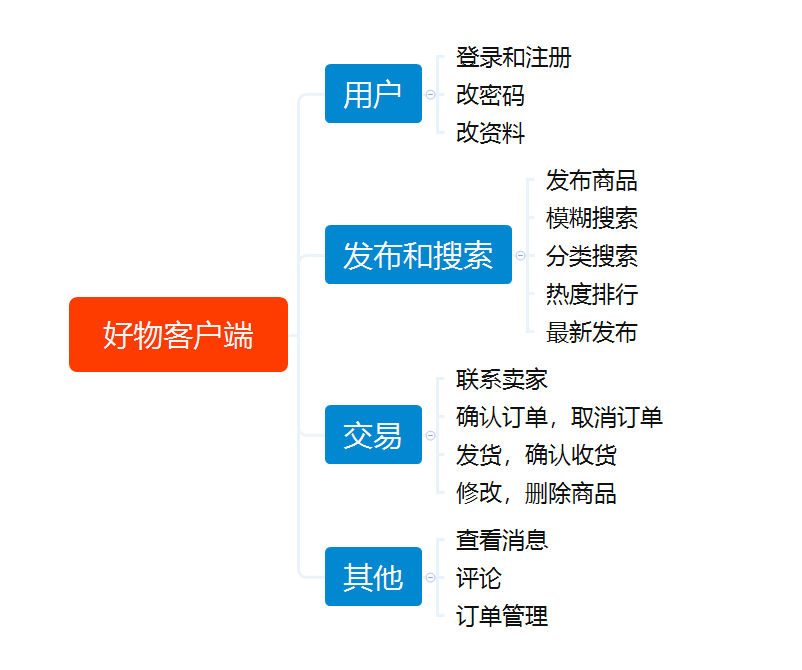 好物客户端
用户
登录和注册
改密码
改资料
发布和搜索
发布商品
模糊搜索
分类搜索
热度排行
最新发布
交易
联系卖家
确认订单，取消订单
发货，确认收货
修改，删除商品
其他
查看消息
评论
订单管理